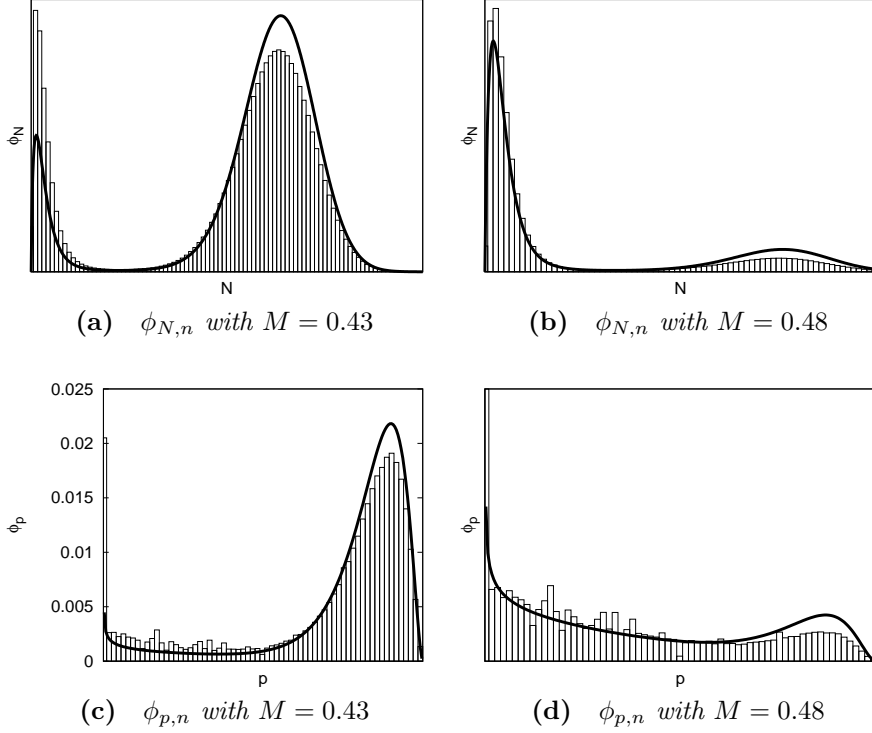 ϕN
N
(a) ϕN,n with M = 0.43
ϕN
N
(b) ϕN,n with M = 0.48
0.025
0.02
0.015
0.01
0.005
0
ϕp
p
(c) ϕp,n with M = 0.43
ϕp
p
(d) ϕp,n with M = 0.48